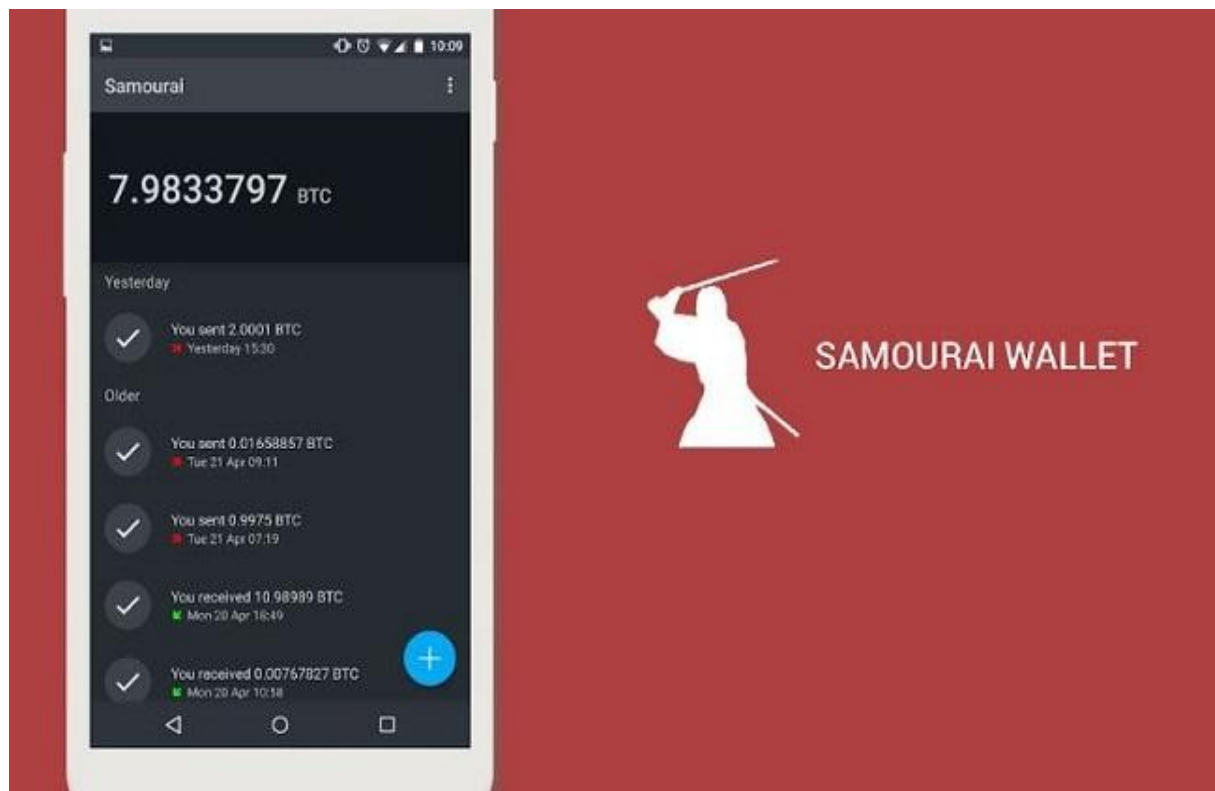 10:09
Samourai
7.9833797 BTC
Yesterday
You sent 2.0001 BTC
Yesterday 15:30
Older
You sent 0.01658857 BTC
Tue 21 Apr 09:11
You sent 0.9975 BTC
Tue 21 Apr 07:19
You received 10.98989 BTC
Mon 20 Apr 18:49
You received 0.00767827 BTC
Mon 20 Apr 10:58
SAMOURAI WALLET